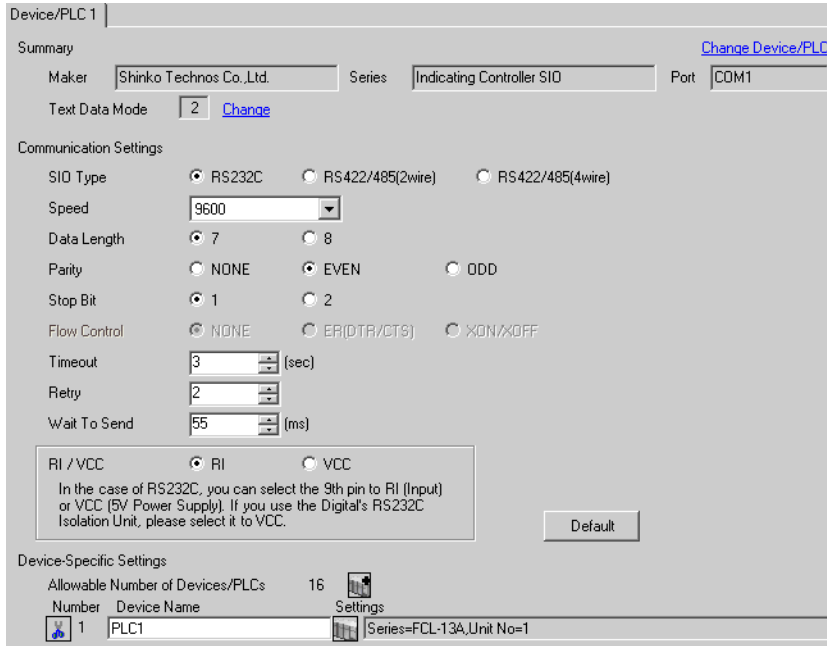 Device/PLC 1
Summary Change Device/PLC
Maker Shinko Technos Co.,Ltd. Series Indicating Controller SIO Port COM1
Text Data Mode 2 Change
Communication Settings
SIO Type RS232C RS422/485(2wire) RS422/485(4wire)
Speed 9600
Data Length 7 8
Parity NONE EVEN ODD
Stop Bit 1 2
Flow Control NONE ER(DTR/CTS) XON/XOFF
Timeout 3 (sec)
Retry 2
Wait To Send 55 (ms)
RI / VCC RI VCC
In the case of RS232C, you can select the 9th pin to RI (Input)
or VCC (5V Power Supply). If you use the Digital's RS232C
Isolation Unit, please select it to VCC.
Default
Device-Specific Settings
Allowable Number of Devices/PLCs 16
Number Device Name Settings
1 PLC1 Series=FCL-13A,Unit No=1